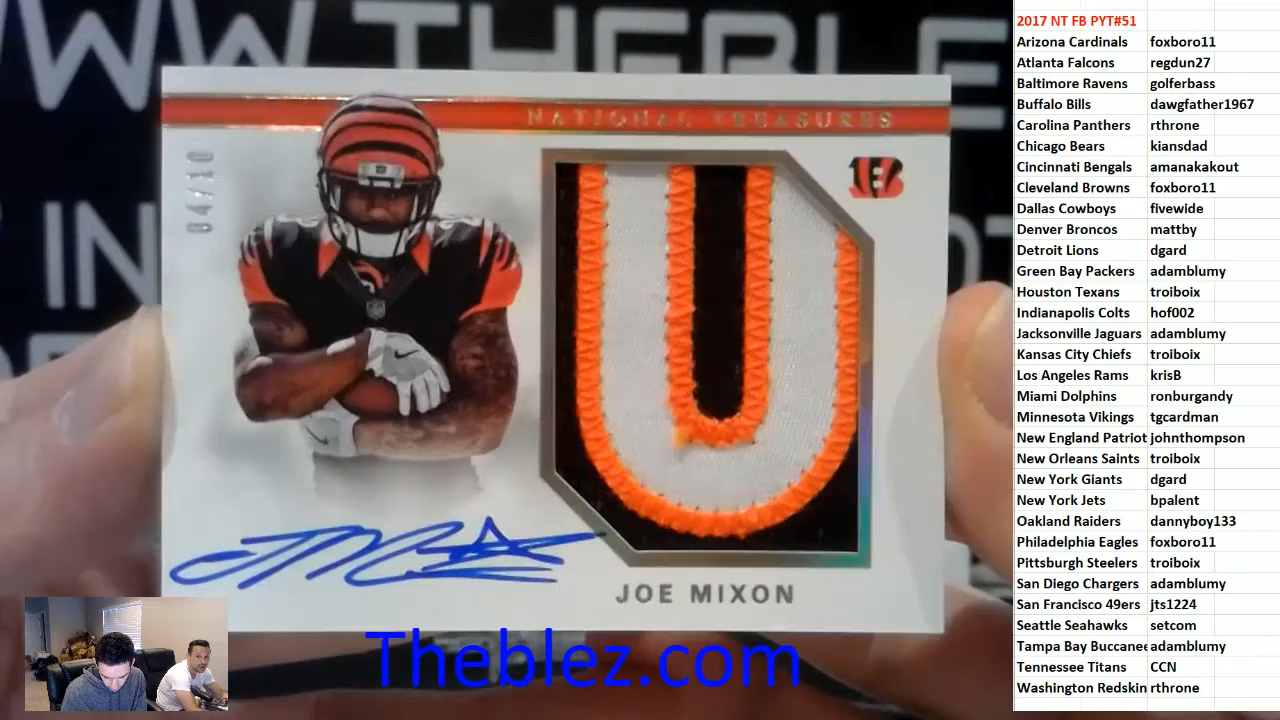 WWW.THEBLE
NATIONAL TREASURES
04/10
B
U
JOE MIXON
Theblez.com
2017 NT FB PYT#51
Arizona Cardinals foxboro11
Atlanta Falcons regdun27
Baltimore Ravens golferbass
Buffalo Bills dawgfather1967
Carolina Panthers rthrone
Chicago Bears kiansdad
Cincinnati Bengals amanakakout
Cleveland Browns foxboro11
Dallas Cowboys fivewide
Denver Broncos mattby
Detroit Lions dgard
Green Bay Packers adamblumy
Houston Texans troiboix
Indianapolis Colts hof002
Jacksonville Jaguars adamblumy
Kansas City Chiefs troiboix
Los Angeles Rams krisB
Miami Dolphins ronburgandy
Minnesota Vikings tgcardman
New England Patriot johnthompson
New Orleans Saints troiboix
New York Giants dgard
New York Jets bpalent
Oakland Raiders dannyboy133
Philadelphia Eagles foxboro11
Pittsburgh Steelers troiboix
San Diego Chargers adamblumy
San Francisco 49ers jts1224
Seattle Seahawks setcom
Tampa Bay Buccanee adamblumy
Tennessee Titans CCN
Washington Redskin rthrone